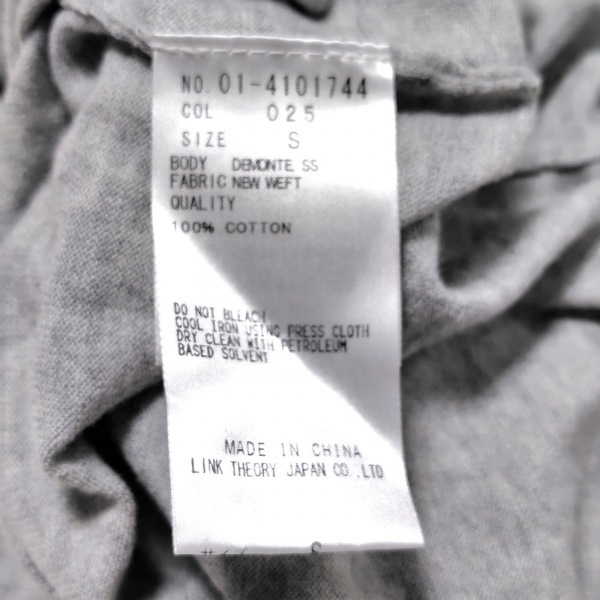 NO. 01-4101744
COL 025
SIZE S
BODY DEMONTE SS
FABRIC NEW WEFT
QUALITY
100% COTTON
DO NOT BLEACH
COOL IRON USING PRESS CLOTH
DRY CLEAN WITH PETROLEUM
BASED SOLVENT
MADE IN CHINA
LINK THEORY JAPAN CO.,LTD